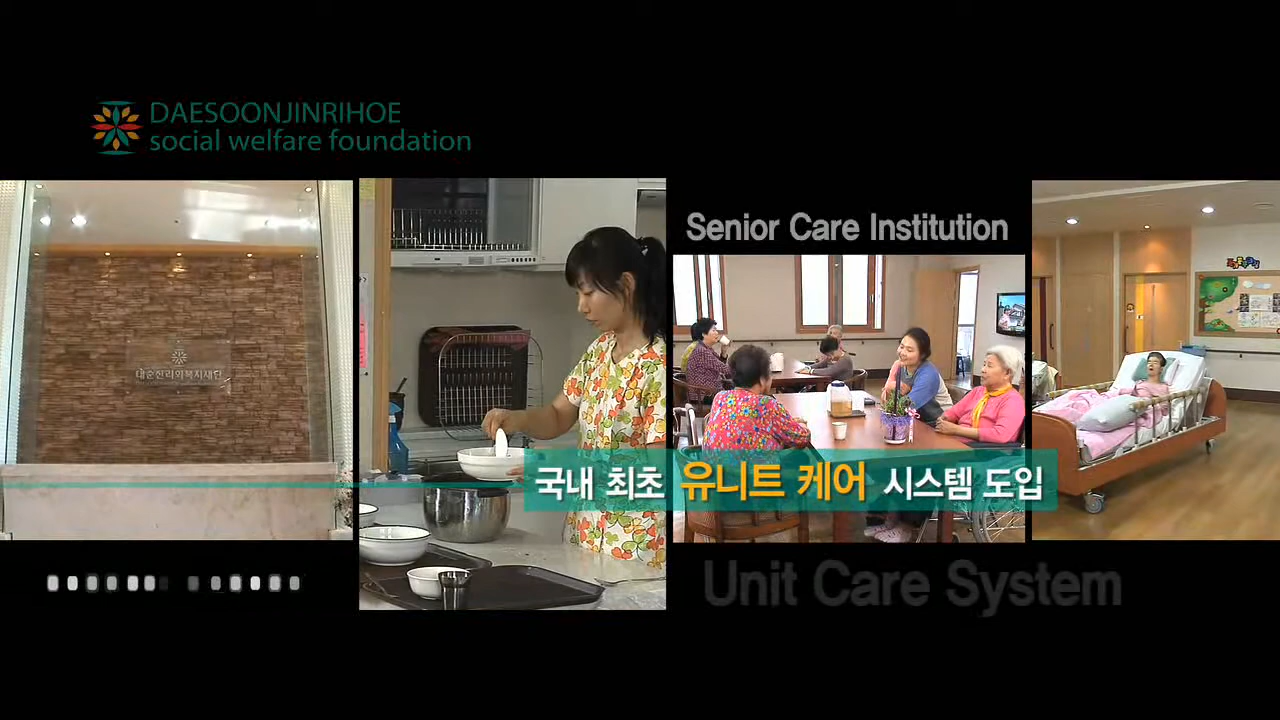 DAESOONJINRIHOE
social welfare foundation
Senior Care Institution
대순진리회복지재단
국내 최초 유니트 케어 시스템 도입
Unit Care System